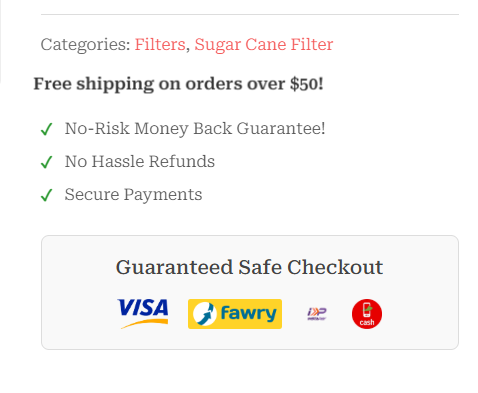 Categories: Filters, Sugar Cane Filter
Free shipping on orders over $50!
No-Risk Money Back Guarantee!
No Hassle Refunds
Secure Payments
Guaranteed Safe Checkout
VISA fawry cash